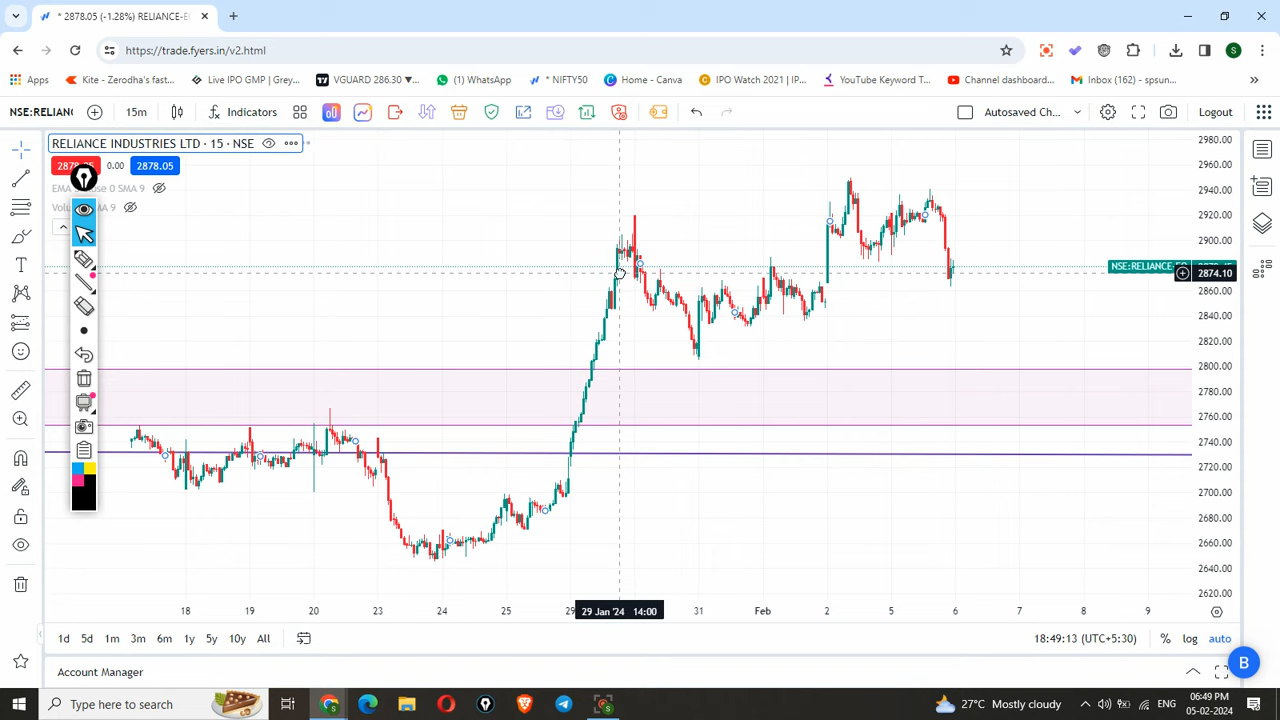 * 2878.05 (-1.28%) RELIANCE-E
https://trade.fyers.in/v2.html
S
Apps
Kite - Zerodha's fast...
Live IPO GMP | Grey...
VGUARD 286.30 ▼...
(1) WhatsApp
* NIFTY50
Home - Canva
IPO Watch 2021 | IP...
YouTube Keyword T...
Channel dashboard...
Inbox (162) - spsun...
NSE:RELIANC
15m
Indicators
Autosaved Ch...
Logout
RELIANCE INDUSTRIES LTD · 15 · NSE
0.00
2878.05
SMA 9
2980.00
2960.00
2940.00
2920.00
2900.00
NSE:RELIANCE-EQ
2874.10
2860.00
2840.00
2820.00
2800.00
2780.00
2760.00
2740.00
2720.00
2700.00
2680.00
2660.00
2640.00
2620.00
18 19 20 23 24 25 29 Jan '24 14:00 31 Feb 2 5 6 7 8 9
1d 5d 1m 3m 6m 1y 5y 10y All
18:49:13 (UTC+5:30) % log auto
Account Manager
B
Type here to search
27°C Mostly cloudy
ENG
06:49 PM
05-02-2024